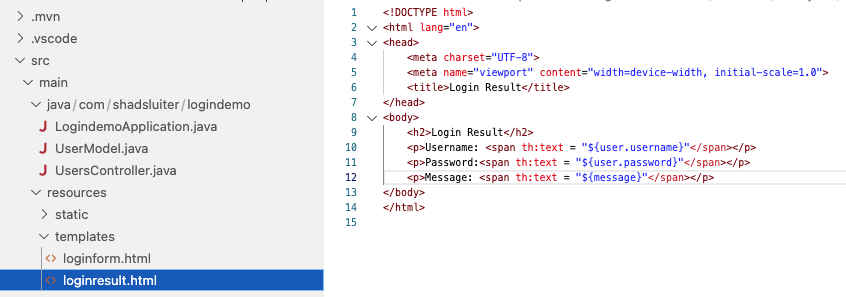 .mvn
.vscode
src
main
java/com/shadsluiter/logindemo
LogindemoApplication.java
UserModel.java
UsersController.java
resources
static
templates
loginform.html
loginresult.html
1 <!DOCTYPE html>
2 <html lang="en">
3 <head>
4 <meta charset="UTF-8">
5 <meta name="viewport" content="width=device-width, initial-scale=1.0">
6 <title>Login Result</title>
7 </head>
8 <body>
9 <h2>Login Result</h2>
10 <p>Username: <span th:text = "${user.username}"</span></p>
11 <p>Password:<span th:text = "${user.password}"</span></p>
12 <p>Message: <span th:text = "${message}"</span></p>
13 </body>
14 </html>
15